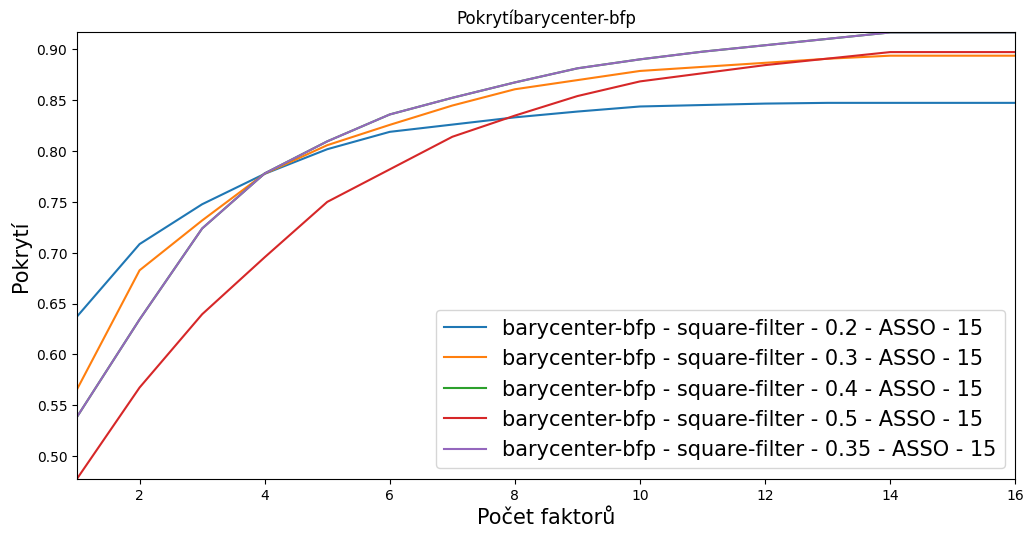 Pokrytíbarycenter-bfp
0.90
0.85
0.80
0.75
0.70
0.65
0.60
0.55
0.50
Pokrytí
barycenter-bfp - square-filter - 0.2 - ASSO - 15
barycenter-bfp - square-filter - 0.3 - ASSO - 15
barycenter-bfp - square-filter - 0.4 - ASSO - 15
barycenter-bfp - square-filter - 0.5 - ASSO - 15
barycenter-bfp - square-filter - 0.35 - ASSO - 15
2 4 6 8 10 12 14 16
Počet faktorů